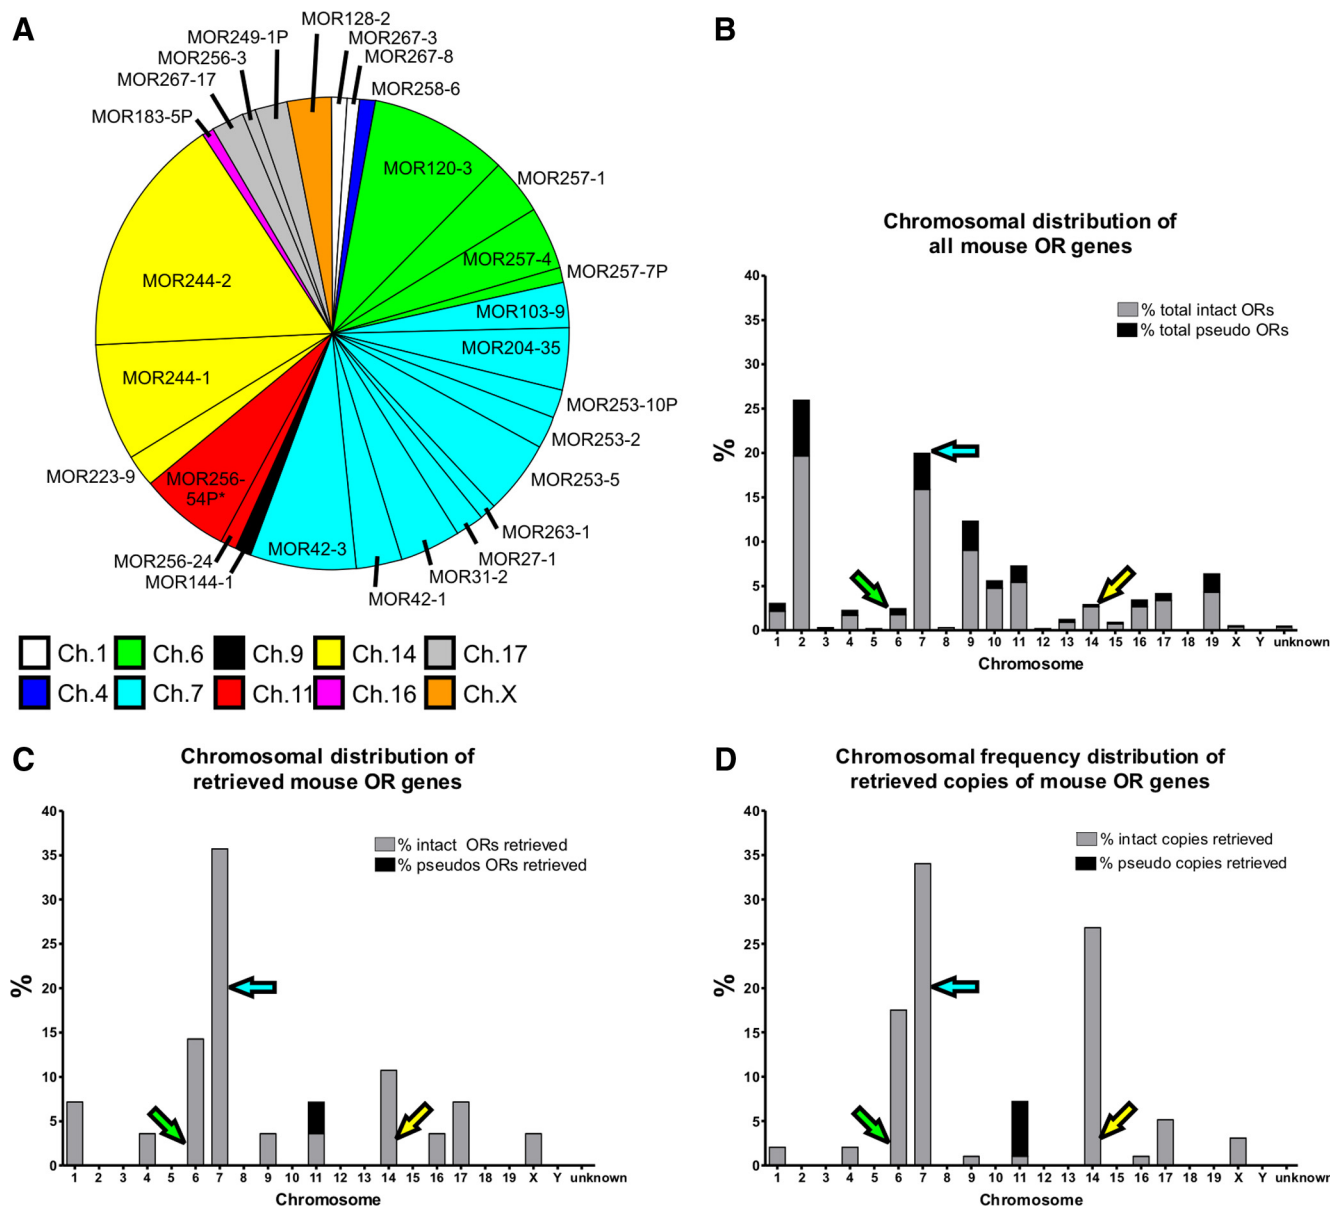 A
MOR128-2
MOR249-1P
MOR267-3
MOR256-3
MOR267-8
MOR267-17
MOR258-6
MOR183-5P
MOR120-3
MOR257-1
MOR257-4
MOR257-7P
MOR244-2
MOR103-9
MOR204-35
MOR244-1
MOR253-10P
MOR253-2
MOR223-9
MOR256-
54P*
MOR253-5
MOR263-1
MOR256-24
MOR42-3
MOR27-1
MOR144-1
MOR31-2
MOR42-1
Ch.1 Ch.6 Ch.9 Ch.14 Ch.17
Ch.4 Ch.7 Ch.11 Ch.16 Ch.X
B
Chromosomal distribution of
all mouse OR genes
% total intact ORs
% total pseudo ORs
%
40
35
30
25
20
15
10
5
0
1 2 3 4 5 6 7 8 9 10 11 12 13 14 15 16 17 18 19 X Y unknown
Chromosome
C
Chromosomal distribution of
retrieved mouse OR genes
% intact ORs retrieved
% pseudos ORs retrieved
%
40
35
30
25
20
15
10
5
0
1 2 3 4 5 6 7 8 9 10 11 12 13 14 15 16 17 18 19 X Y unknown
Chromosome
D
Chromosomal frequency distribution of
retrieved copies of mouse OR genes
% intact copies retrieved
% pseudo copies retrieved
%
40
35
30
25
20
15
10
5
0
1 2 3 4 5 6 7 8 9 10 11 12 13 14 15 16 17 18 19 X Y unknown
Chromosome